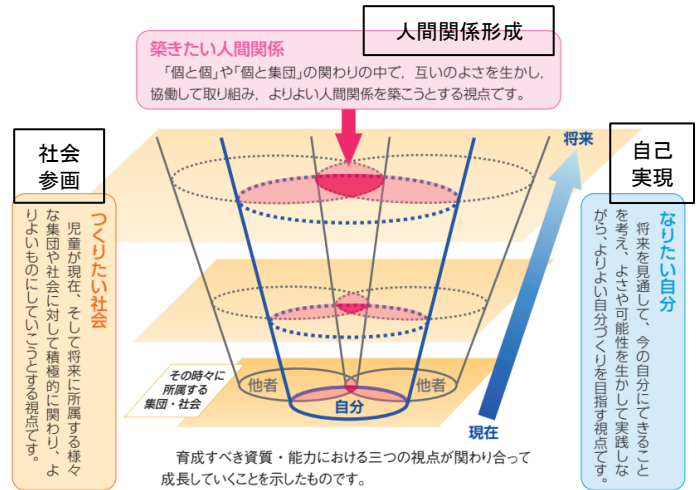 人間関係形成
築きたい人間関係
「個と個」や「個と集団」の関わりの中で，互いのよさを生かし，
協働して取り組み，よりよい人間関係を築こうとする視点です。
社会
参画
つくりたい社会
児童が現在、そして将来に所属する様々
な集団や社会に対して積極的に関わり、よ
りよいものにしていこうとする視点です。
将来
自己
実現
なりたい自分
将来を見通して、今の自分にできること
を考え、よさや可能性を生かして実践しな
がら、よりよい自分づくりを目指す視点です。
その時々に
所属する
集団・社会
他者
他者
自分
現在
育成すべき資質・能力における三つの視点が関わり合って
成長していくことを示したものです。